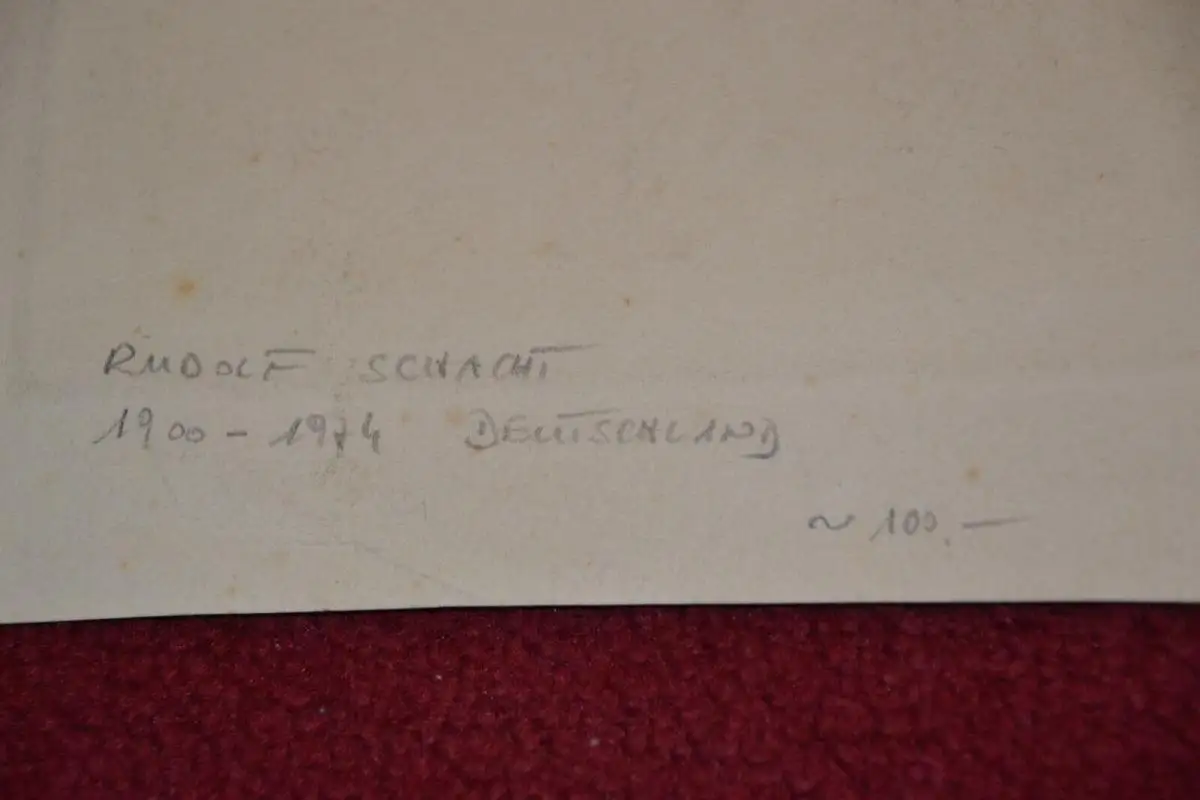 RUDOLF SCHACHT
1900 - 1974 DEUTSCHLAND
~ 100.—